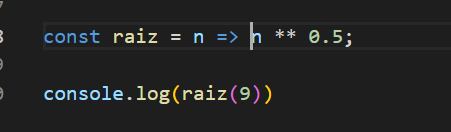 const raiz = n => n ** 0.5;
console.log(raiz(9))